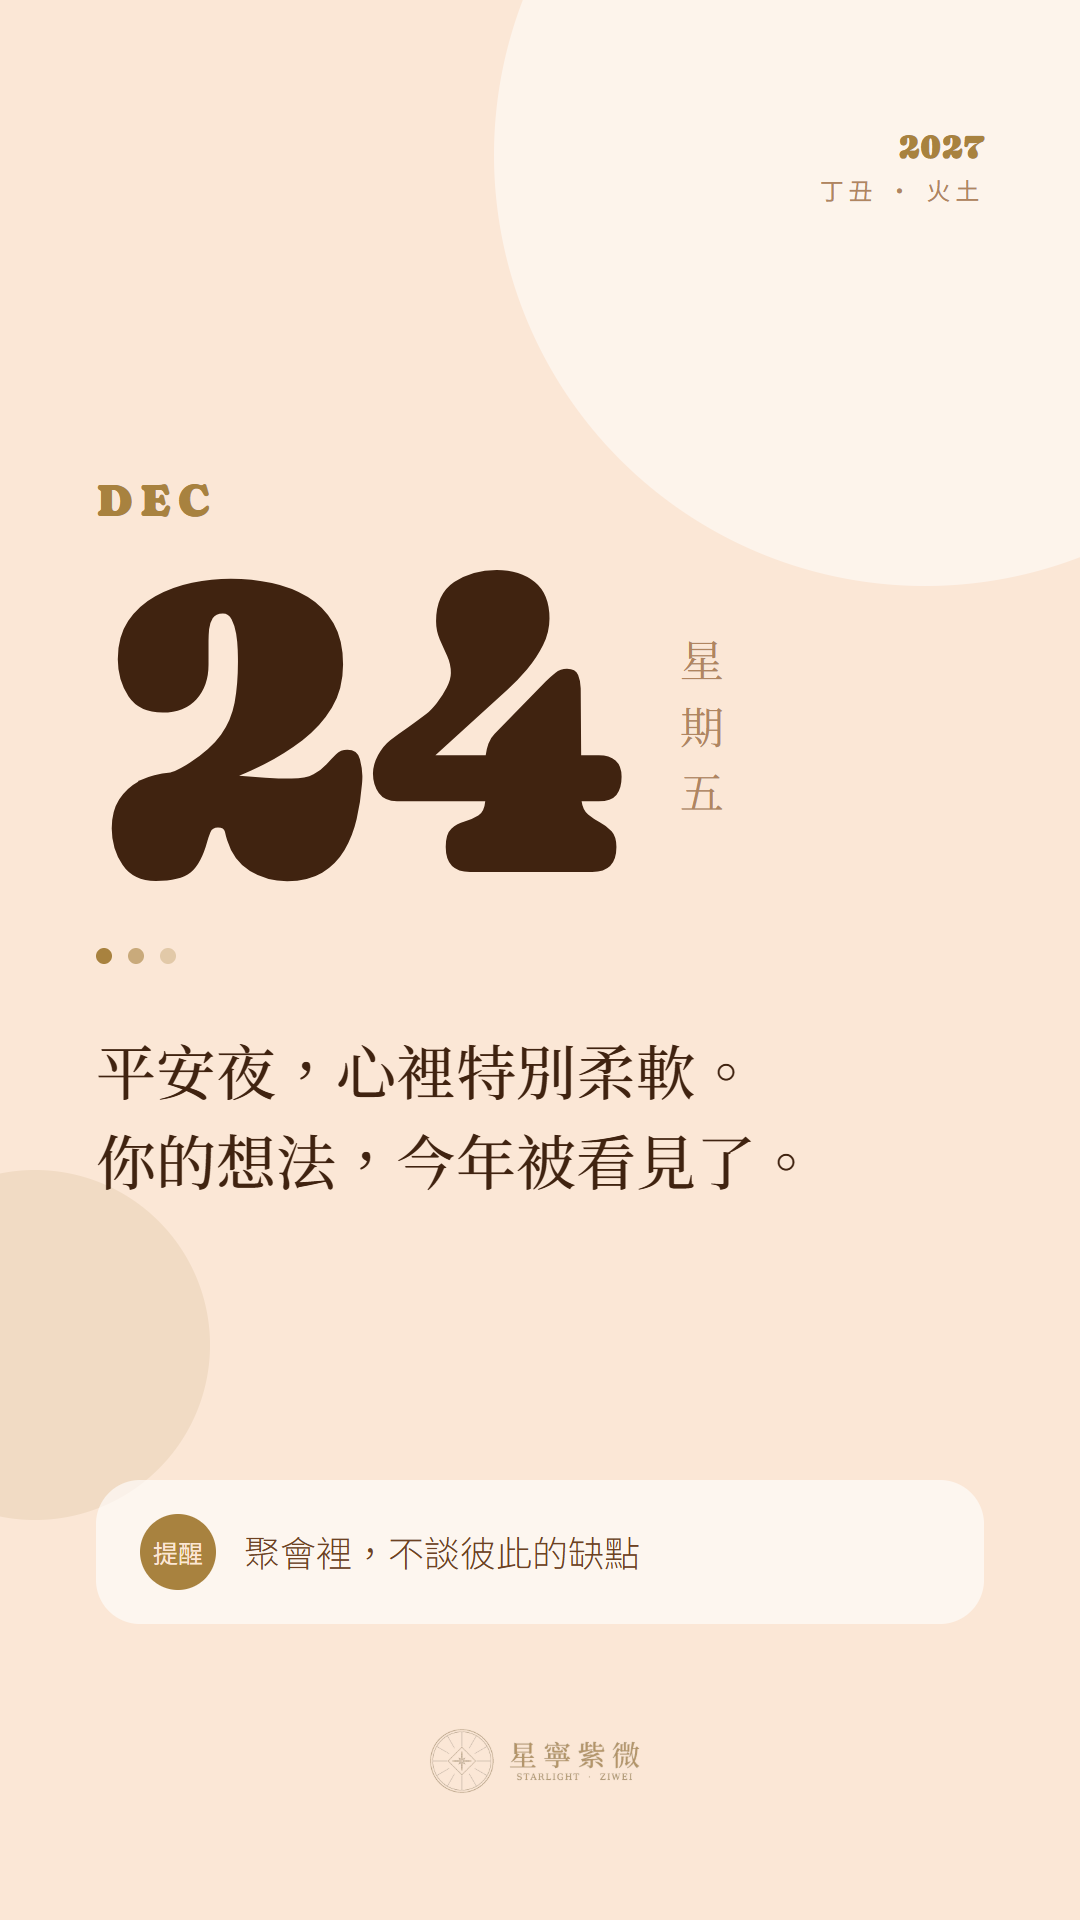 2027
丁丑 · 火土
DEC
24
星期五
平安夜，心裡特別柔軟。
你的想法，今年被看見了。
提醒
聚會裡，不談彼此的缺點
星寧紫微
STARLIGHT · ZIWEI